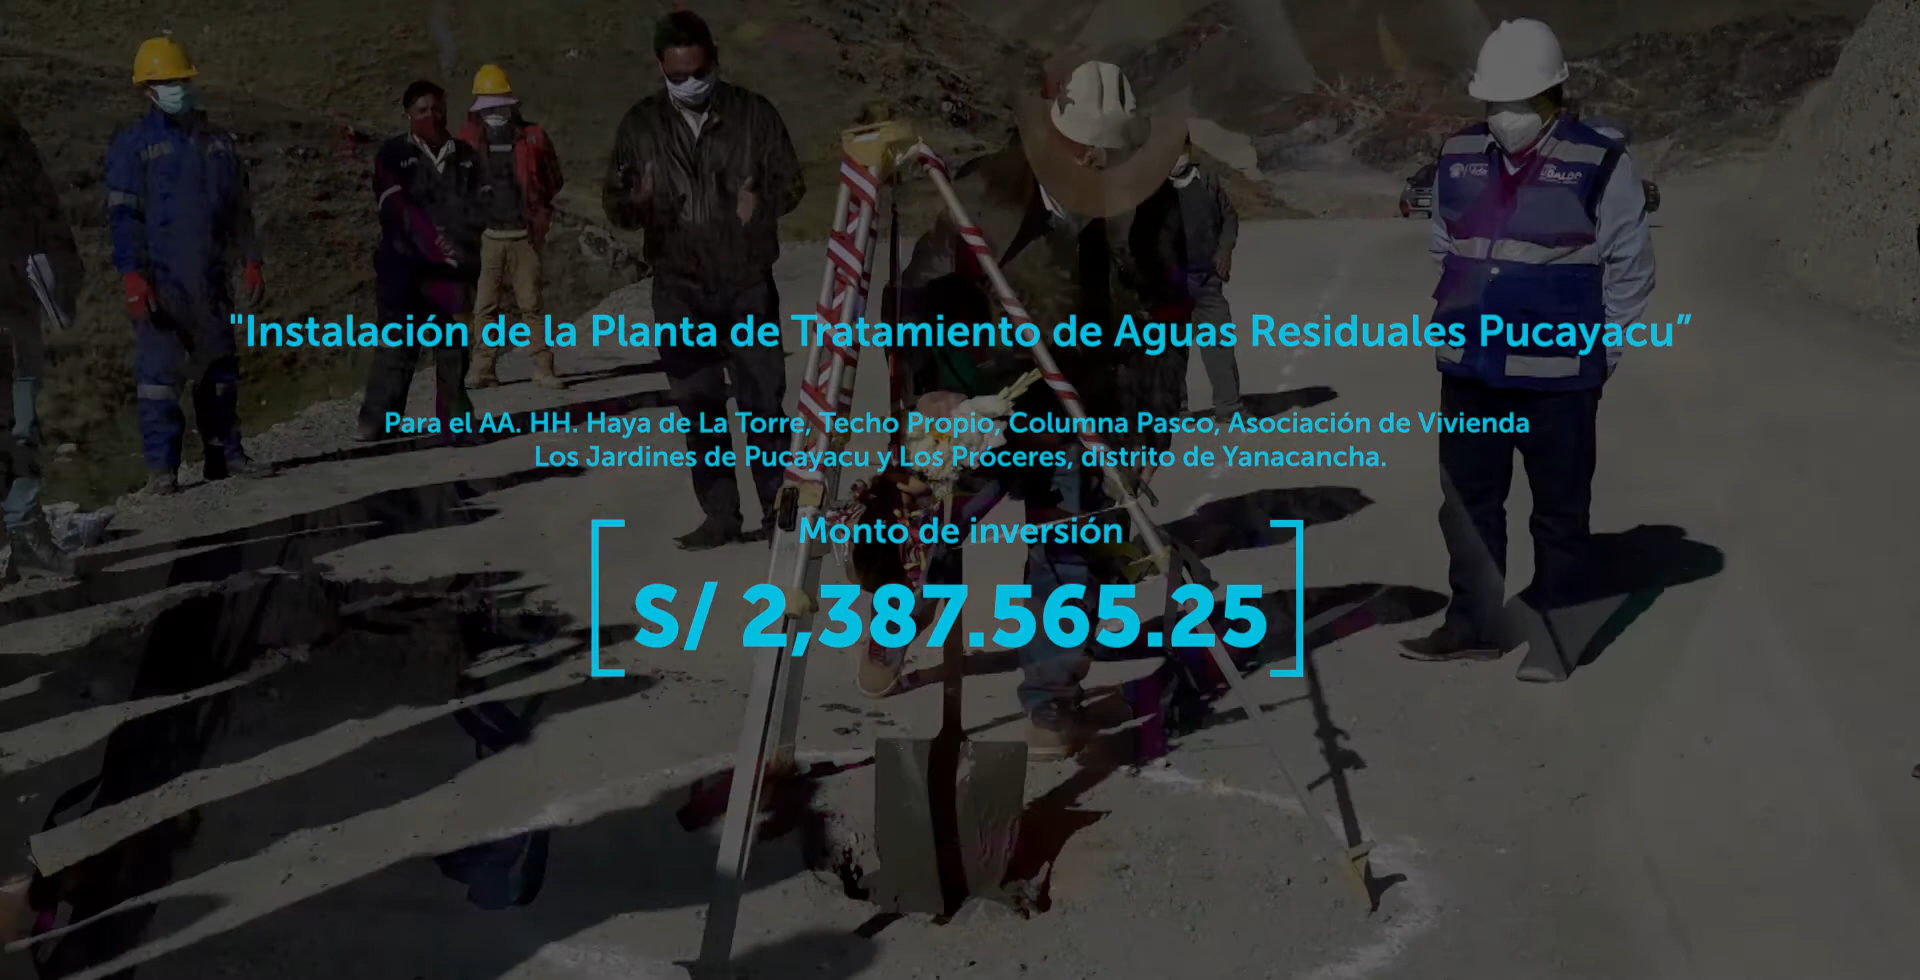 "Instalación de la Planta de Tratamiento de Aguas Residuales Pucayacu”
Para el AA. HH. Haya de La Torre, Techo Propio, Columna Pasco, Asociación de Vivienda
Los Jardines de Pucayacu y Los Próceres, distrito de Yanacancha.
Monto de inversión
S/ 2,387.565.25